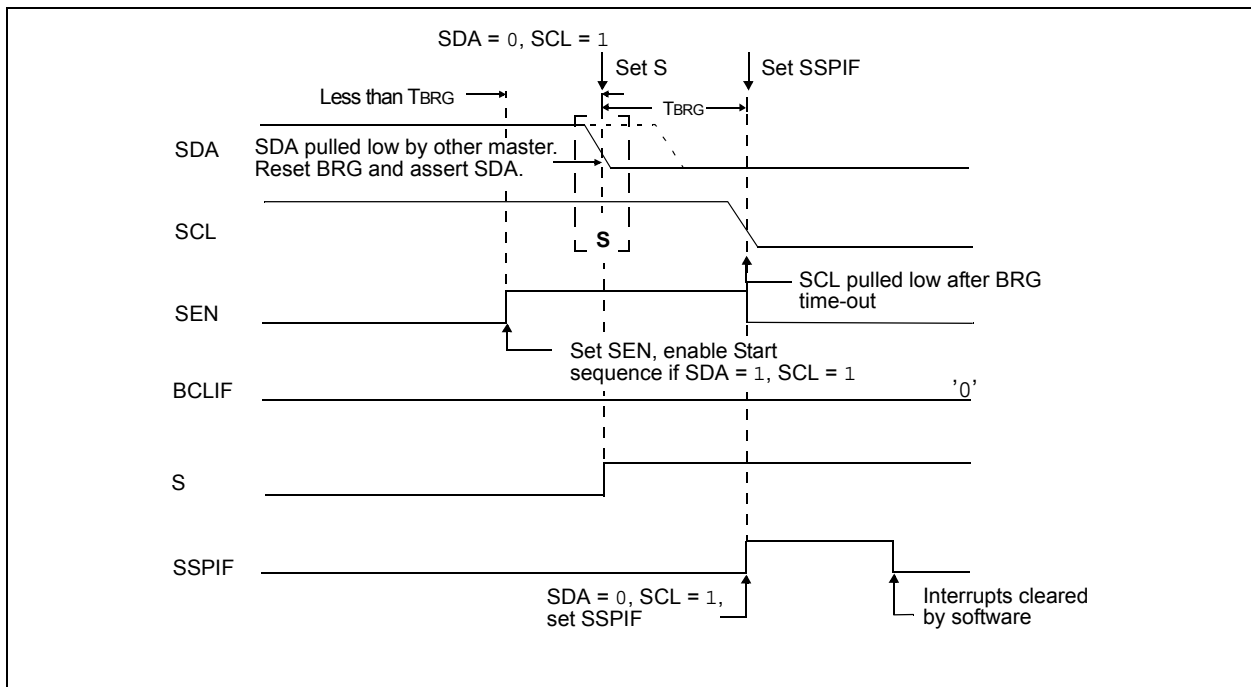 SDA = 0, SCL = 1
Set S
Set SSPIF
Less than TBRG
TBRG
SDA
SDA pulled low by other master.
Reset BRG and assert SDA.
SCL
S
SCL pulled low after BRG
time-out
SEN
Set SEN, enable Start
sequence if SDA = 1, SCL = 1
BCLIF
’0’
S
SSPIF
SDA = 0, SCL = 1,
set SSPIF
Interrupts cleared
by software